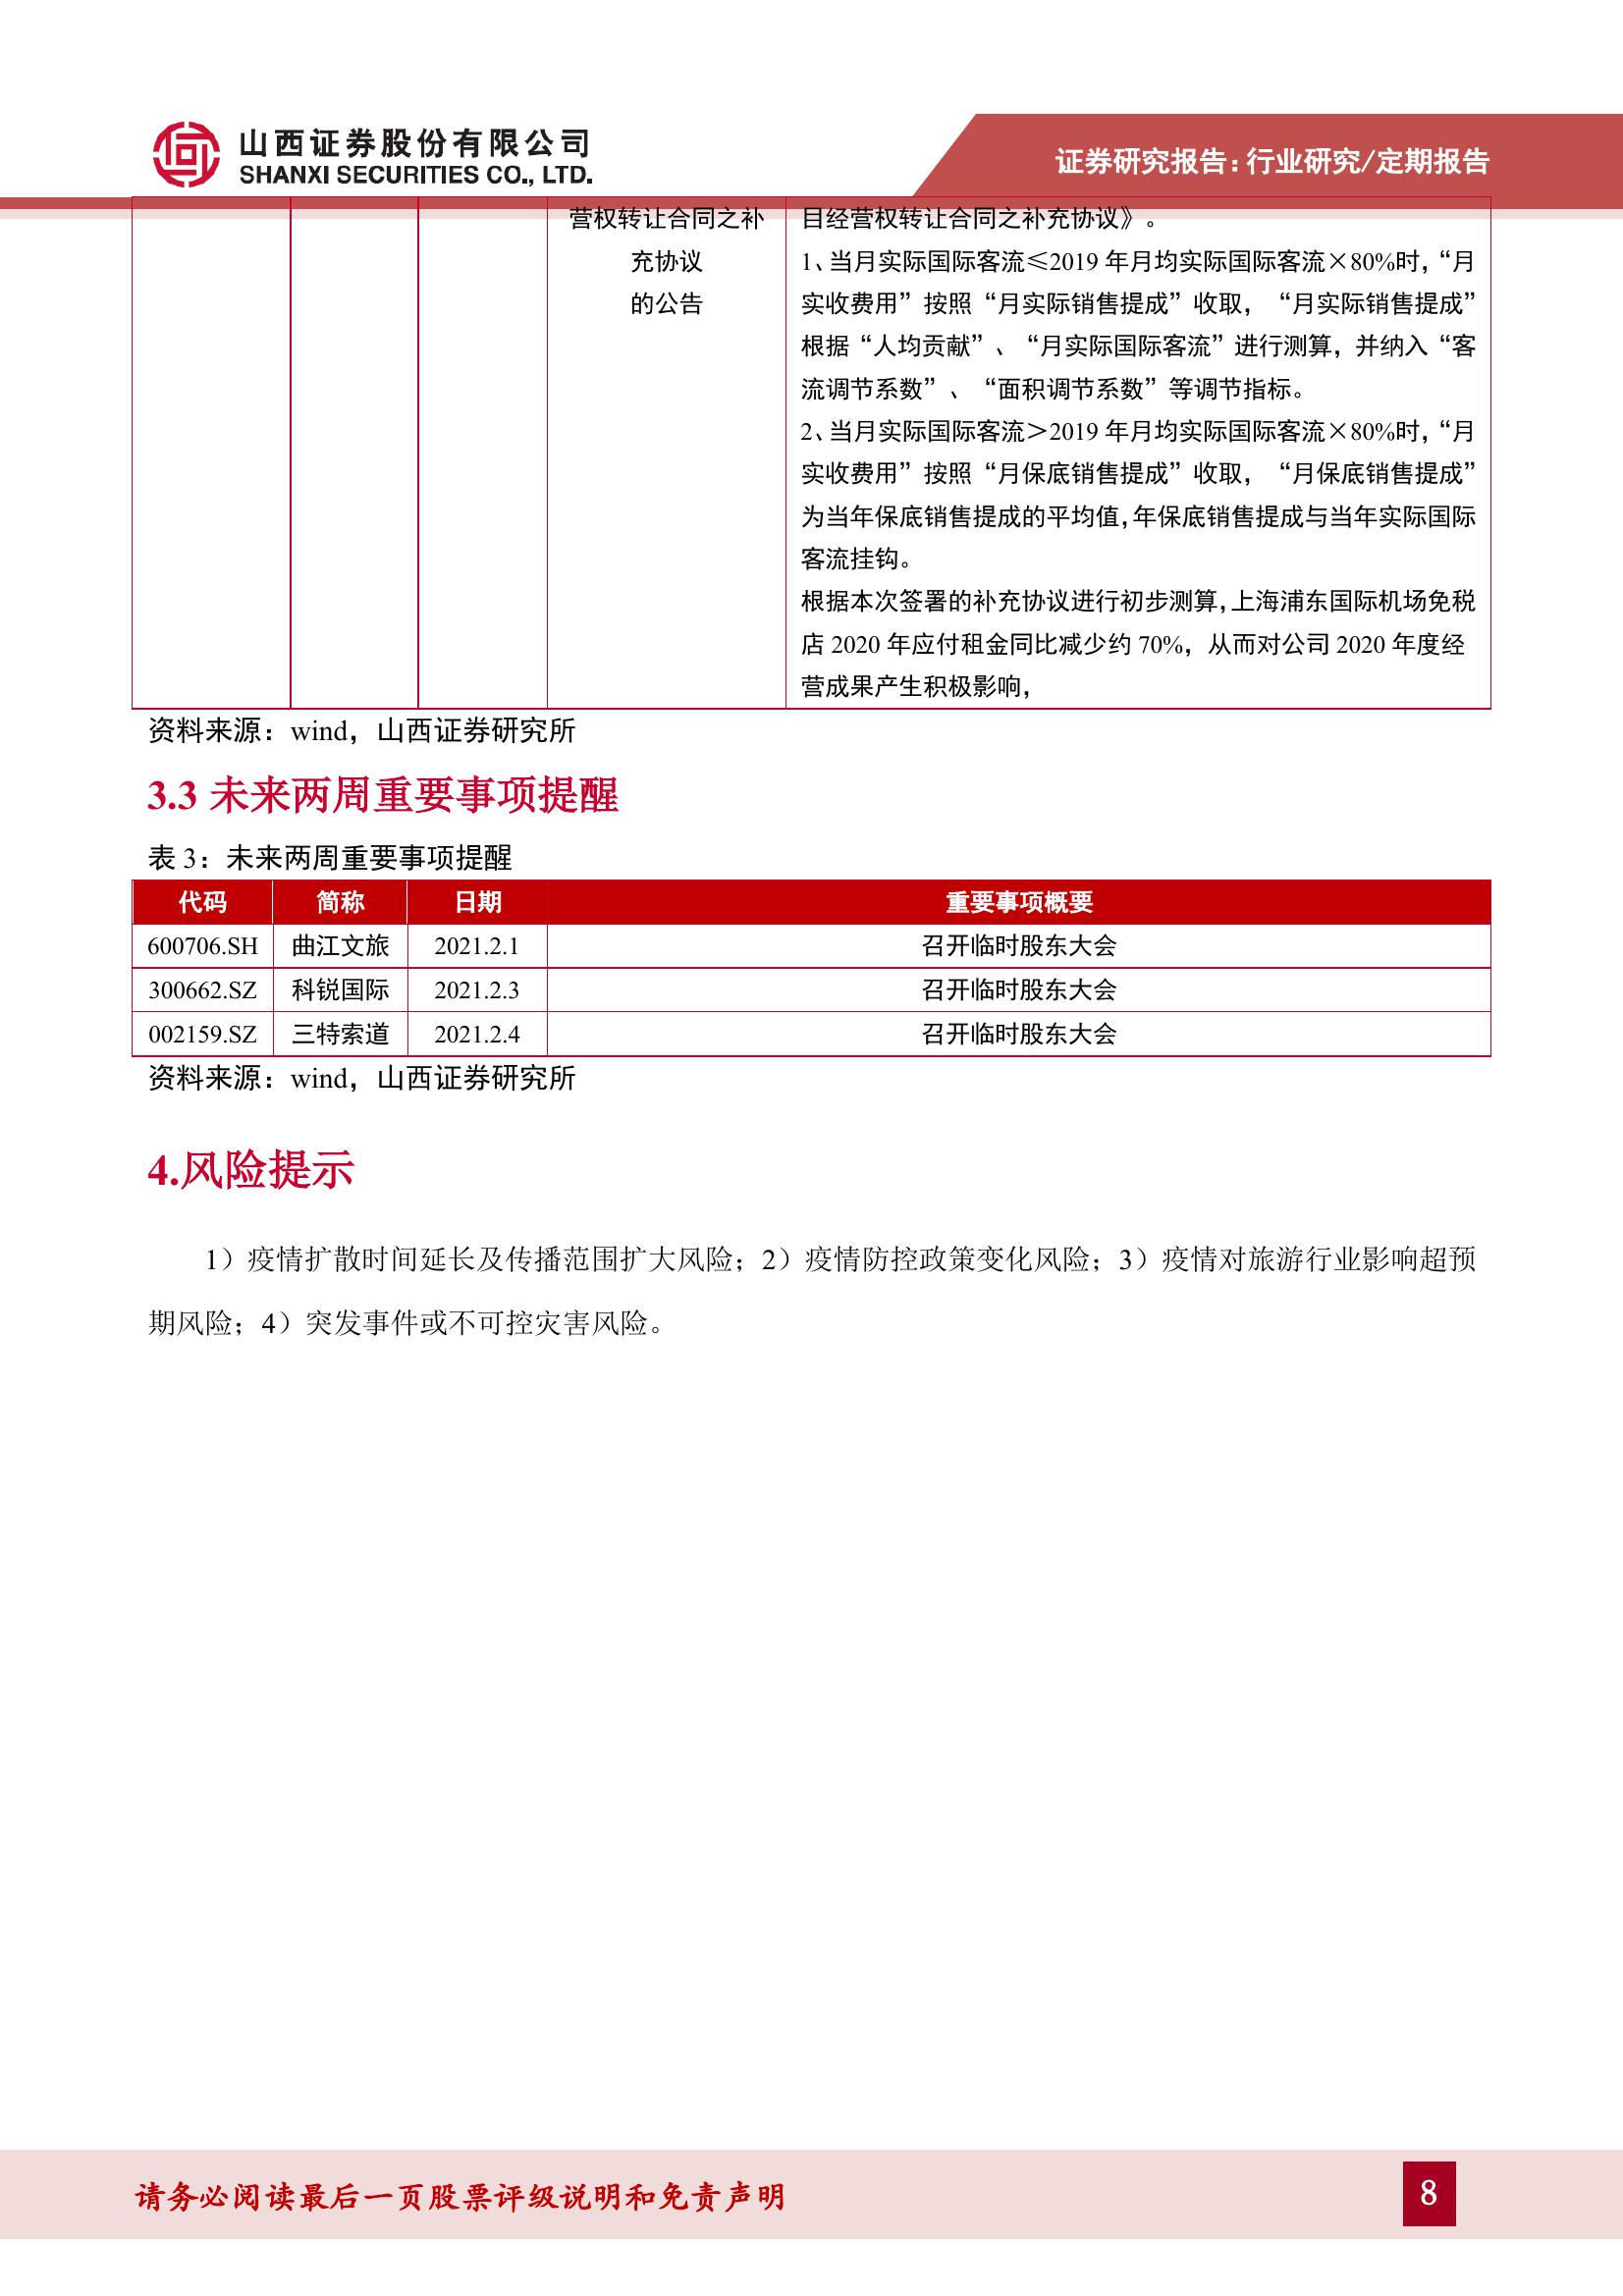 山西证券股份有限公司
SHANXI SECURITIES CO., LTD.
证券研究报告：行业研究/定期报告
营权转让合同之补
充协议
的公告
目经营权转让合同之补充协议》。
1、当月实际国际客流≤2019 年月均实际国际客流×80%时，“月
实收费用”按照“月实际销售提成”收取，“月实际销售提成”
根据“人均贡献”、“月实际国际客流”进行测算，并纳入“客
流调节系数”、“面积调节系数”等调节指标。
2、当月实际国际客流＞2019 年月均实际国际客流×80%时，“月
实收费用”按照“月保底销售提成”收取，“月保底销售提成”
为当年保底销售提成的平均值，年保底销售提成与当年实际国际
客流挂钩。
根据本次签署的补充协议进行初步测算，上海浦东国际机场免税
店 2020 年应付租金同比减少约 70%，从而对公司 2020 年度经
营成果产生积极影响，
资料来源：wind，山西证券研究所
3.3 未来两周重要事项提醒
表 3：未来两周重要事项提醒
代码 简称 日期 重要事项概要
600706.SH 曲江文旅 2021.2.1 召开临时股东大会
300662.SZ 科锐国际 2021.2.3 召开临时股东大会
002159.SZ 三特索道 2021.2.4 召开临时股东大会
资料来源：wind，山西证券研究所
4.风险提示
1）疫情扩散时间延长及传播范围扩大风险；2）疫情防控政策变化风险；3）疫情对旅游行业影响超预
期风险；4）突发事件或不可控灾害风险。
请务必阅读最后一页股票评级说明和免责声明
8